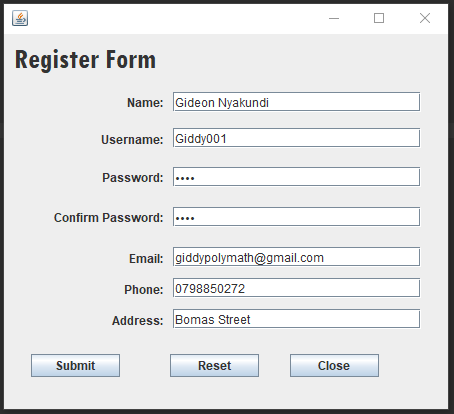 Register Form
Name: Gideon Nyakundi
Username: Giddy001
Password: ••••
Confirm Password: ••••
Email: giddypolymath@gmail.com
Phone: 0798850272
Address: Bomas Street
Submit Reset Close